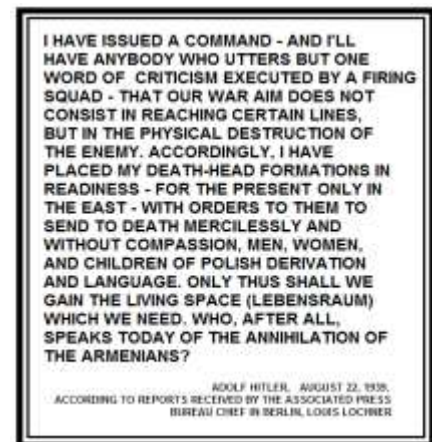 I HAVE ISSUED A COMMAND - AND I'LL
HAVE ANYBODY WHO UTTERS BUT ONE
WORD OF CRITICISM EXECUTED BY A FIRING
SQUAD - THAT OUR WAR AIM DOES NOT
CONSIST IN REACHING CERTAIN LINES,
BUT IN THE PHYSICAL DESTRUCTION OF
THE ENEMY. ACCORDINGLY, I HAVE
PLACED MY DEATH-HEAD FORMATIONS IN
READINESS - FOR THE PRESENT ONLY IN
THE EAST - WITH ORDERS TO THEM TO
SEND TO DEATH MERCILESSLY AND
WITHOUT COMPASSION, MEN, WOMEN,
AND CHILDREN OF POLISH DERIVATION
AND LANGUAGE. ONLY THUS SHALL WE
GAIN THE LIVING SPACE (LEBENSRAUM)
WHICH WE NEED. WHO, AFTER ALL,
SPEAKS TODAY OF THE ANNIHILATION OF
THE ARMENIANS?
ADOLF HITLER, AUGUST 22, 1939,
ACCORDING TO REPORTS RECEIVED BY THE ASSOCIATED PRESS
BUREAU CHIEF IN BERLIN, LOUIS LOCHNER